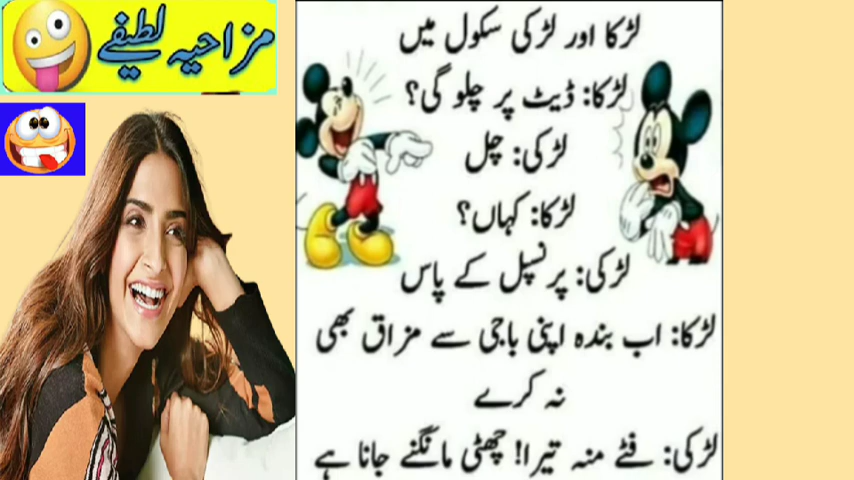 مزاحیہ لطیفے
لڑکا اور لڑکی سکول میں
لڑکا: ڈیٹ پر چلو گی؟
لڑکی: چل
لڑکا: کہاں؟
لڑکی: پرنسپل کے پاس
لڑکا: اب بندہ اپنی باجی سے مزاق بھی
نہ کرے
لڑکی: فٹے منہ تیرا! چھٹی مانگنے جانا ہے